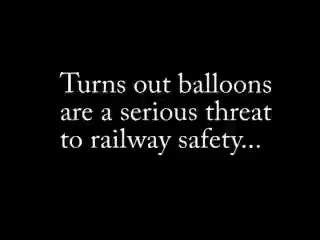 Turns out balloons
are a serious threat
to railway safety...